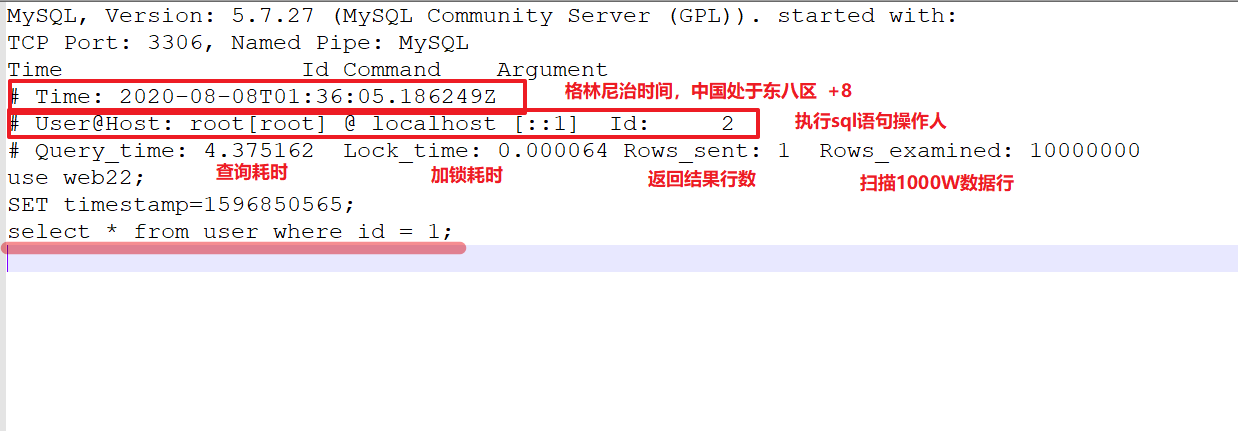 MySQL, Version: 5.7.27 (MySQL Community Server (GPL)). started with:
TCP Port: 3306, Named Pipe: MySQL
Time                 Id Command    Argument
# Time: 2020-08-08T01:36:05.186249Z
格林尼治时间，中国处于东八区 +8
# User@Host: root[root] @ localhost [::1]  Id:     2
执行sql语句操作人
# Query_time: 4.375162  Lock_time: 0.000064 Rows_sent: 1  Rows_examined: 10000000
查询耗时 加锁耗时 返回结果行数 扫描1000W数据行
use web22;
SET timestamp=1596850565;
select * from user where id = 1;